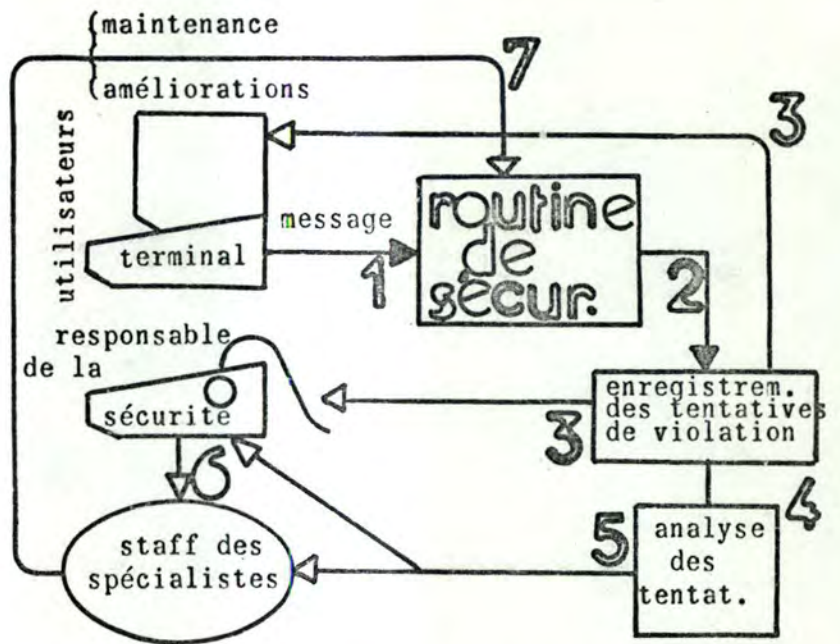 maintenance
améliorations
7
3
utilisateurs
terminal
message
1
routine
de
sécur.
2
responsable
de la
sécurite
enregistrem.
des tentatives
de violation
3
4
6
5
analyse
des
tentat.
staff des
spécialistes